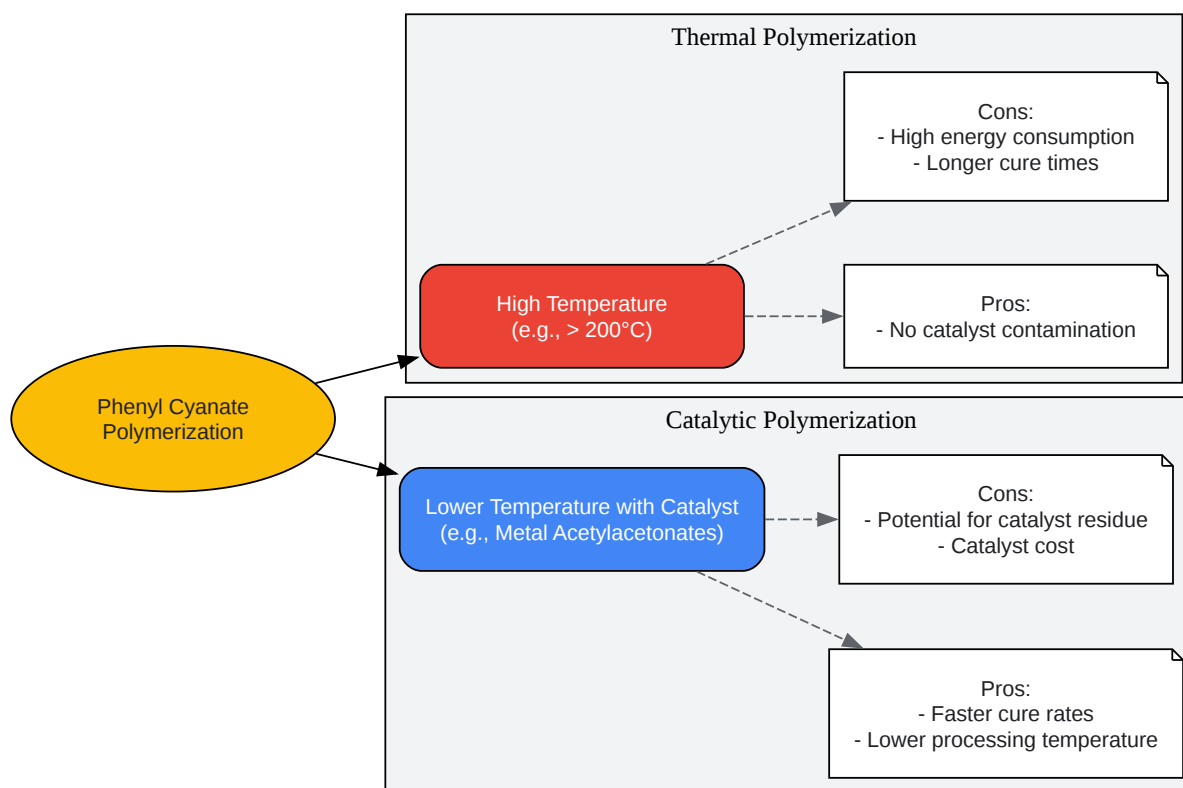 Thermal Polymerization
Cons:
- High energy consumption
- Longer cure times
High Temperature
(e.g., > 200°C)
Pros:
- No catalyst contamination
Phenyl Cyanate
Polymerization
Catalytic Polymerization
Lower Temperature with Catalyst
(e.g., Metal Acetylacetonates)
Cons:
- Potential for catalyst residue
- Catalyst cost
Pros:
- Faster cure rates
- Lower processing temperature